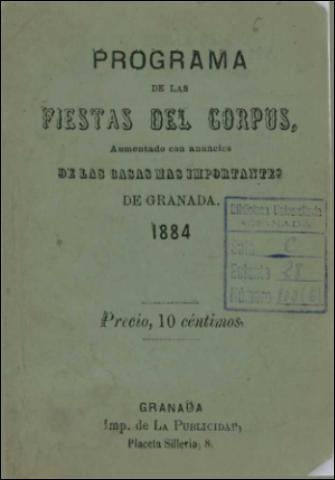 6
PROGRAMA
DE LAS
FIESTAS DEL CORPUS,
Aumentado con anuncios
DE LAS CASAS MAS IMPORTANTES
DE GRANADA.
1884
Biblioteca Universitaria
GRANADA
Sala C
Estante 28
Número
Precio, 10 céntimos.
GRANADA
Imp. de LA PUBLICIDAD,
Placeta Silleria, 8.